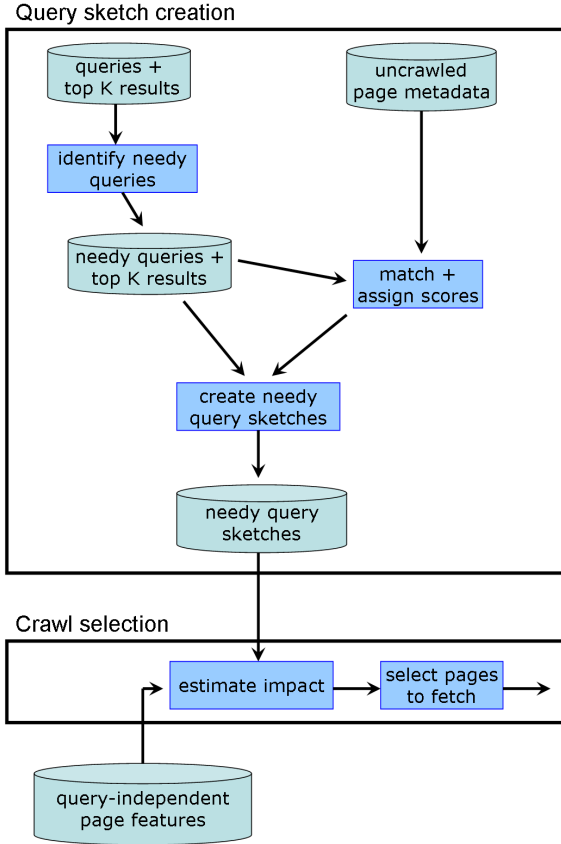 Query sketch creation
queries +
top K results
uncrawled
page metadata
identify needy
queries
needy queries +
top K results
match +
assign scores
create needy
query sketches
needy query
sketches
Crawl selection
estimate impact
select pages
to fetch
query-independent
page features